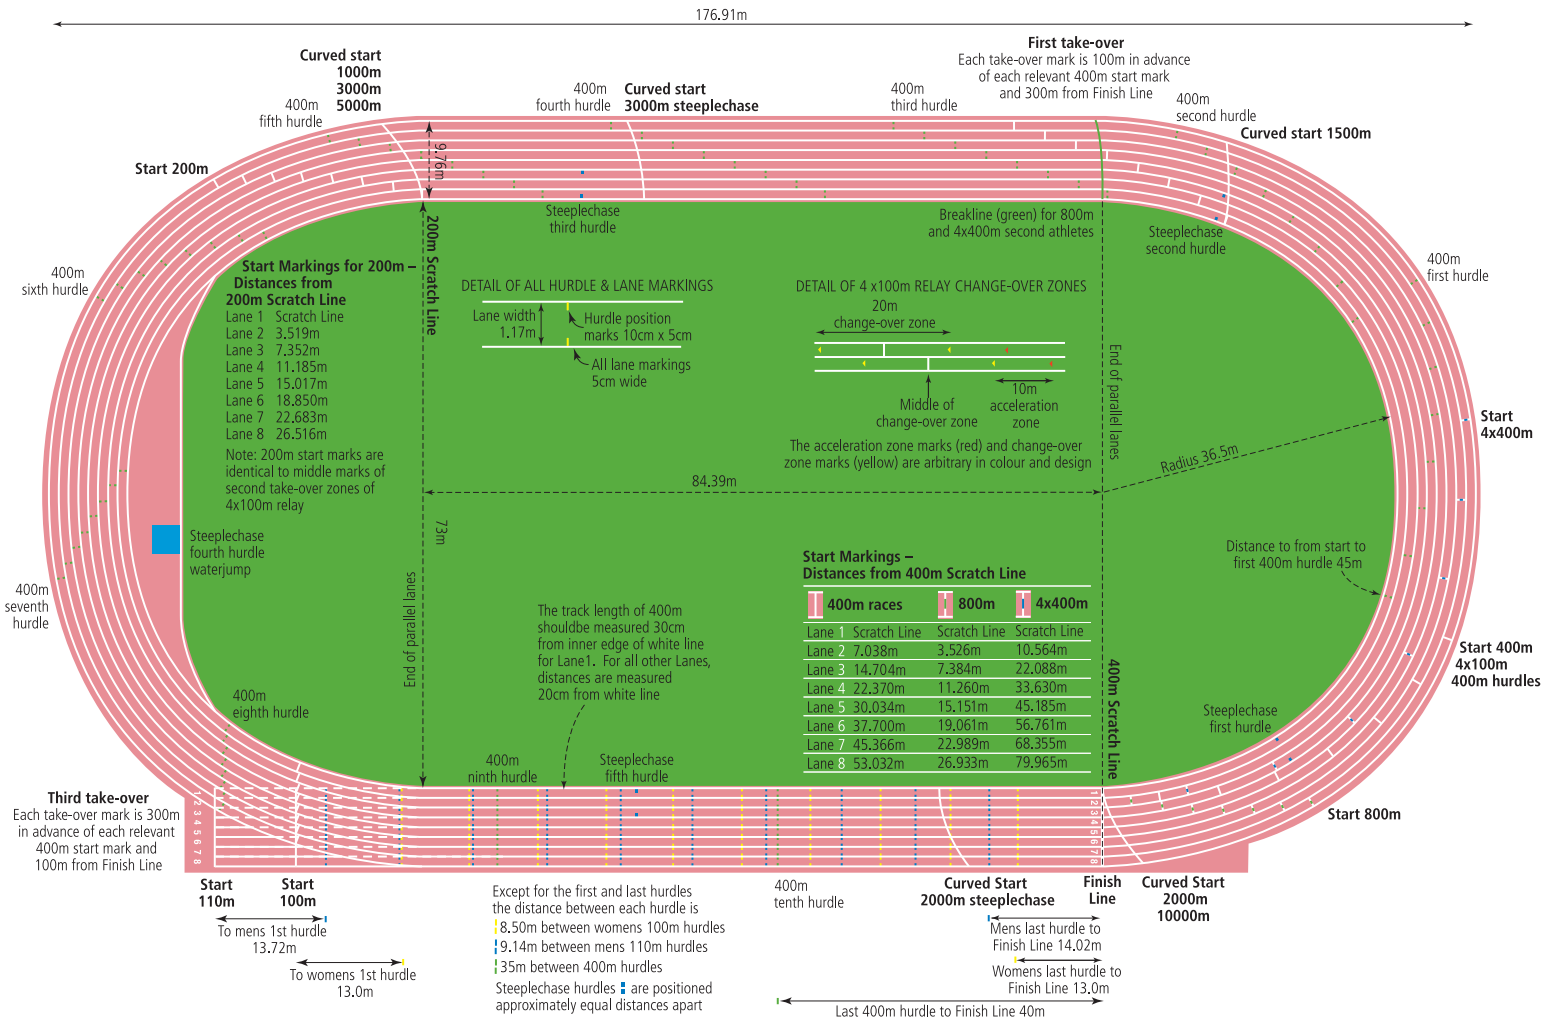 176.91m
Curved start
1000m
3000m
5000m
400m
fifth hurdle
400m
fourth hurdle
Curved start
3000m steeplechase
400m
third hurdle
First take-over
Each take-over mark is 100m in advance
of each relevant 400m start mark
and 300m from Finish Line
400m
second hurdle
Curved start 1500m
Start 200m
9.76m
Steeplechase
third hurdle
Breakline (green) for 800m
and 4x400m second athletes
Steeplechase
second hurdle
400m
sixth hurdle
400m
first hurdle
200m Scratch Line
Start Markings for 200m –
Distances from
200m Scratch Line
Lane 1 Scratch Line
Lane 2 3.519m
Lane 3 7.352m
Lane 4 11.185m
Lane 5 15.017m
Lane 6 18.850m
Lane 7 22.683m
Lane 8 26.516m
Note: 200m start marks are
identical to middle marks of
second take-over zones of
4x100m relay
DETAIL OF ALL HURDLE & LANE MARKINGS
Lane width
1.17m
Hurdle position
marks 10cm x 5cm
All lane markings
5cm wide
DETAIL OF 4 x100m RELAY CHANGE-OVER ZONES
20m
change-over zone
Middle of
change-over zone
10m
acceleration
zone
The acceleration zone marks (red) and change-over
zone marks (yellow) are arbitrary in colour and design
End of parallel lanes
Radius 36.5m
Start
4x400m
84.39m
73m
Steeplechase
fourth hurdle
waterjump
400m
seventh
hurdle
End of parallel lanes
The track length of 400m
shouldbe measured 30cm
from inner edge of white line
for Lane1. For all other Lanes,
distances are measured
20cm from white line
Start Markings –
Distances from 400m Scratch Line
400m races 800m 4x400m
Lane 1 Scratch Line Scratch Line Scratch Line
Lane 2 7.038m 3.526m 10.564m
Lane 3 14.704m 7.384m 22.088m
Lane 4 22.370m 11.260m 33.630m
Lane 5 30.034m 15.151m 45.185m
Lane 6 37.700m 19.061m 56.761m
Lane 7 45.366m 22.989m 68.355m
Lane 8 53.032m 26.933m 79.965m
400m Scratch Line
Distance to from start to
first 400m hurdle 45m
Start 400m
4x100m
400m hurdles
Steeplechase
first hurdle
400m
eighth hurdle
400m
ninth hurdle
Steeplechase
fifth hurdle
Start 800m
Third take-over
Each take-over mark is 300m
in advance of each relevant
400m start mark and
100m from Finish Line
1 2 3 4 5 6 7 8
1 2 3 4 5 6 7 8
Start
110m
Start
100m
To mens 1st hurdle
13.72m
To womens 1st hurdle
13.0m
Except for the first and last hurdles
the distance between each hurdle is
8.50m between womens 100m hurdles
9.14m between mens 110m hurdles
35m between 400m hurdles
Steeplechase hurdles are positioned
approximately equal distances apart
400m
tenth hurdle
Curved Start
2000m steeplechase
Finish
Line
Curved Start
2000m
10000m
Mens last hurdle to
Finish Line 14.02m
Womens last hurdle to
Finish Line 13.0m
Last 400m hurdle to Finish Line 40m